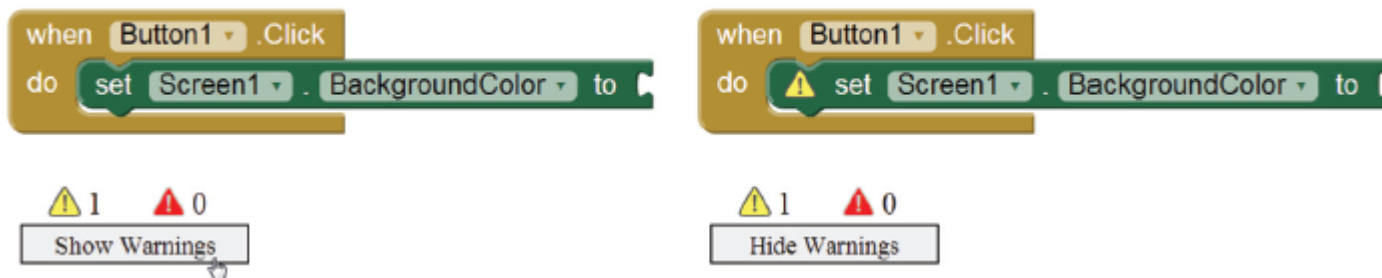 when Button1 .Click
do set Screen1 . BackgroundColor to
1 0
Show Warnings
when Button1 .Click
do set Screen1 . BackgroundColor to
1 0
Hide Warnings